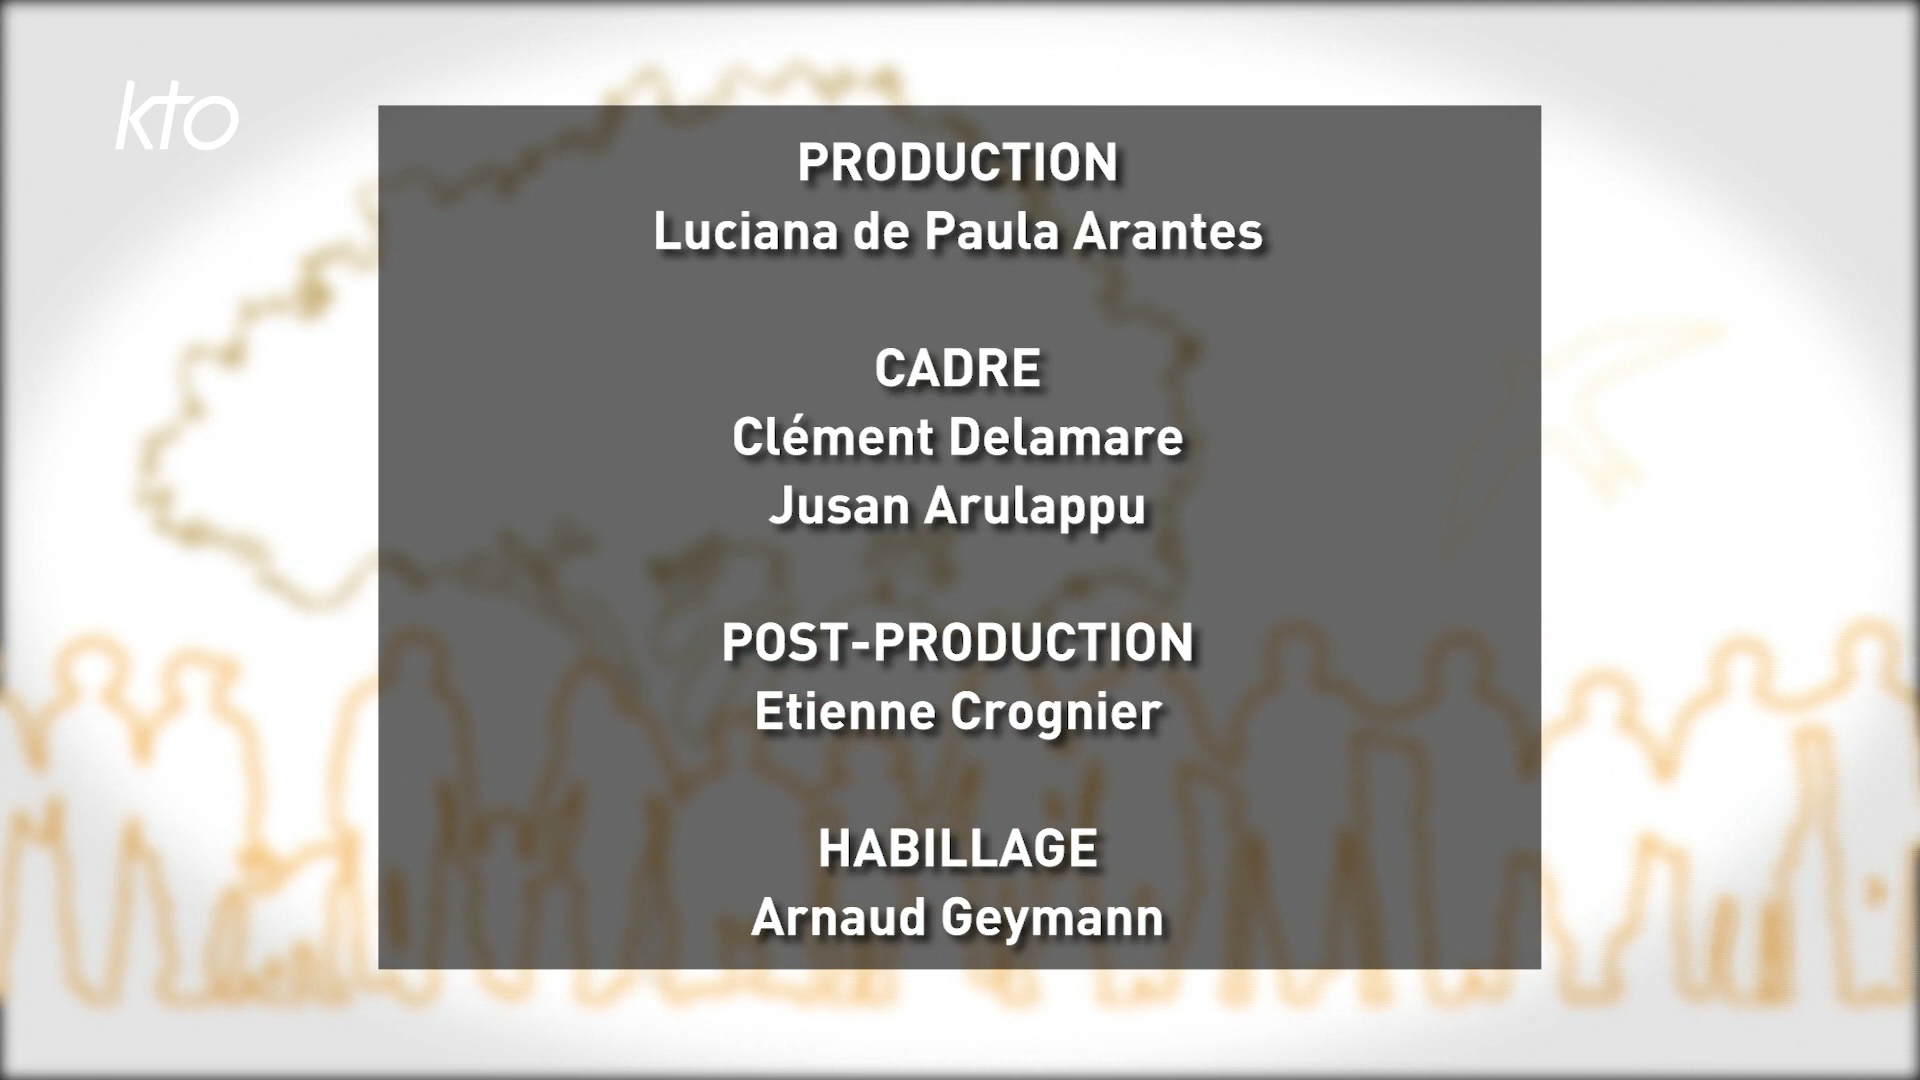 kto
PRODUCTION
Luciana de Paula Arantes
CADRE
Clément Delamare
Jusan Arulappu
POST-PRODUCTION
Etienne Crognier
HABILLAGE
Arnaud Geymann